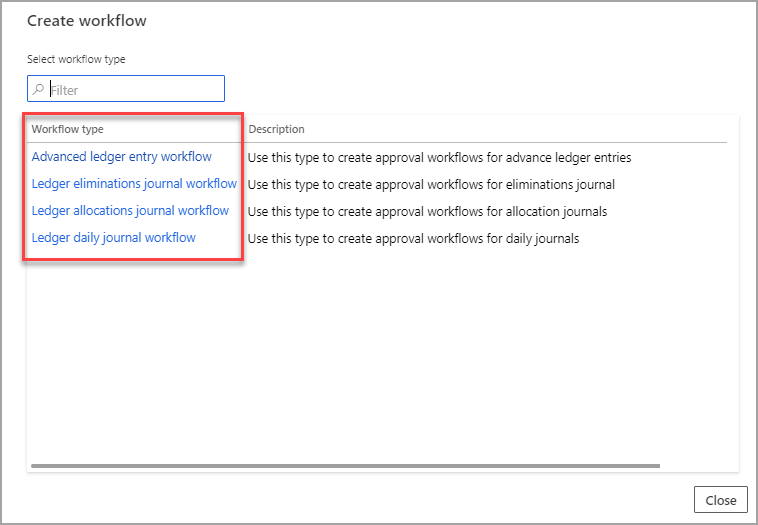 Create workflow
Select workflow type
Filter
Workflow type Description
Advanced ledger entry workflow Use this type to create approval workflows for advance ledger entries
Ledger eliminations journal workflow Use this type to create approval workflows for eliminations journal
Ledger allocations journal workflow Use this type to create approval workflows for allocation journals
Ledger daily journal workflow Use this type to create approval workflows for daily journals
Close